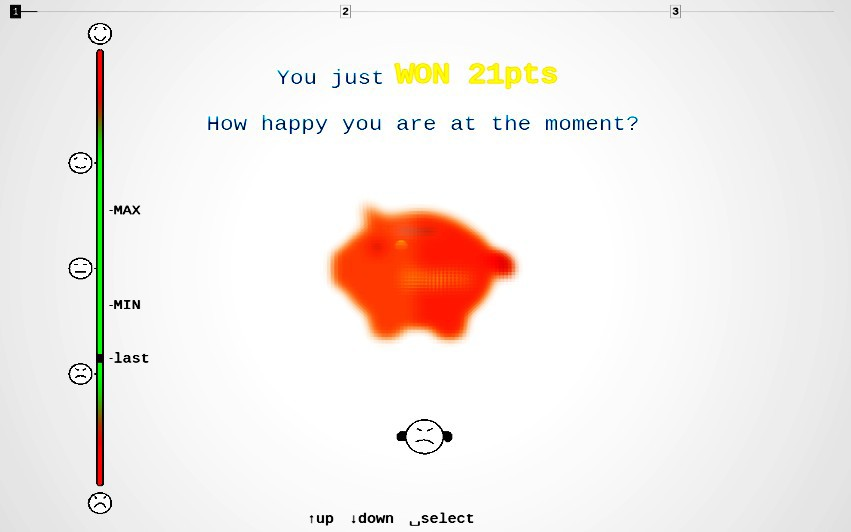 1 2 3
You just WON 21pts
How happy you are at the moment?
-MAX
-MIN
-last
↑up ↓down ␣select